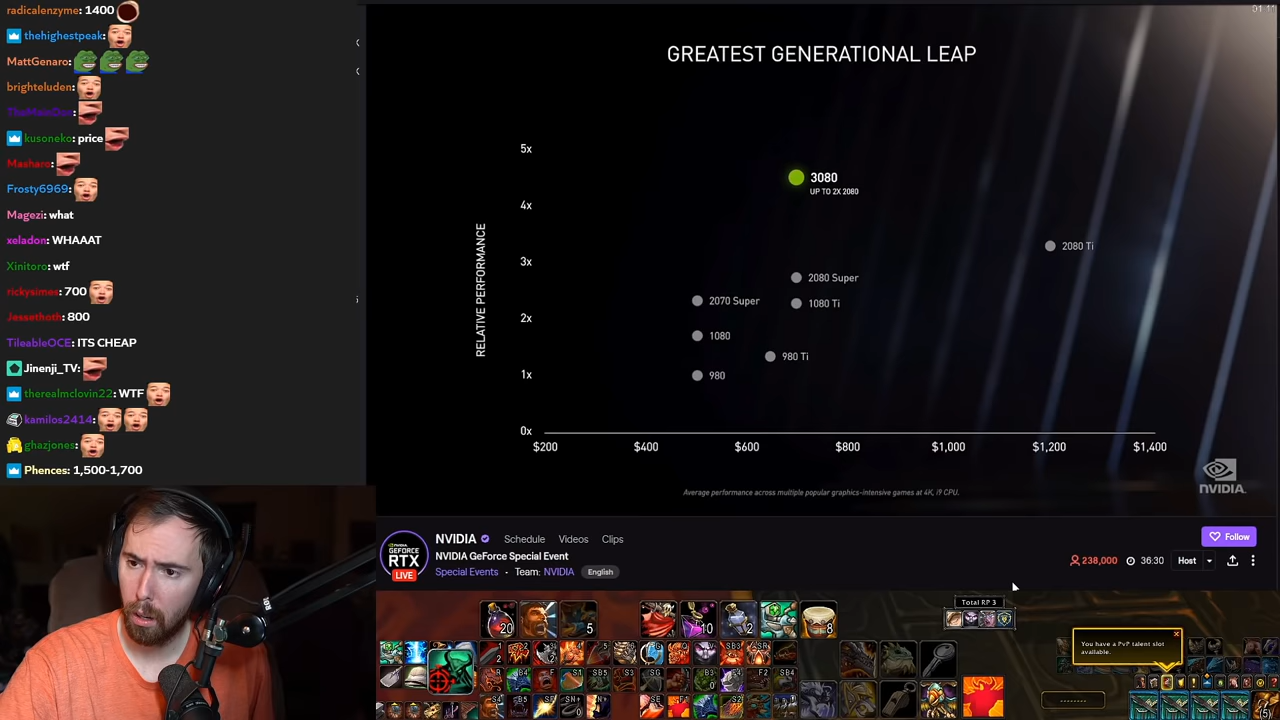 radicalenzyme: 1400
thehighestpeak:
MattGenaro:
brighteluden:
TheMainDoc:
kusoneko: price
Masharo:
Frosty6969:
Magezi: what
xeladon: WHAAAT
Xinitoro: wtf
rickysimes: 700
Jessethoth: 800
TileableOCE: ITS CHEAP
Jinenji_TV:
therealmclovin22: WTF
kamilos2414:
ghazjones:
Phences: 1,500-1,700
GREATEST GENERATIONAL LEAP
RELATIVE PERFORMANCE
5x
4x
3x
2x
1x
0x
3080
UP TO 2X 2080
2080 Ti
2080 Super
2070 Super
1080 Ti
1080
980 Ti
980
$200
$400
$600
$800
$1,000
$1,200
$1,400
Average performance across multiple popular graphics-intensive games at 4K, i9 CPU.
NVIDIA.
GEFORCE
RTX
LIVE
NVIDIA
Schedule
Videos
Clips
Follow
NVIDIA GeForce Special Event
Special Events
Team: NVIDIA
English
238,000
36:30
Host
Total RP 3
You have a PvP talent slot
available.
20
5
10
2
8